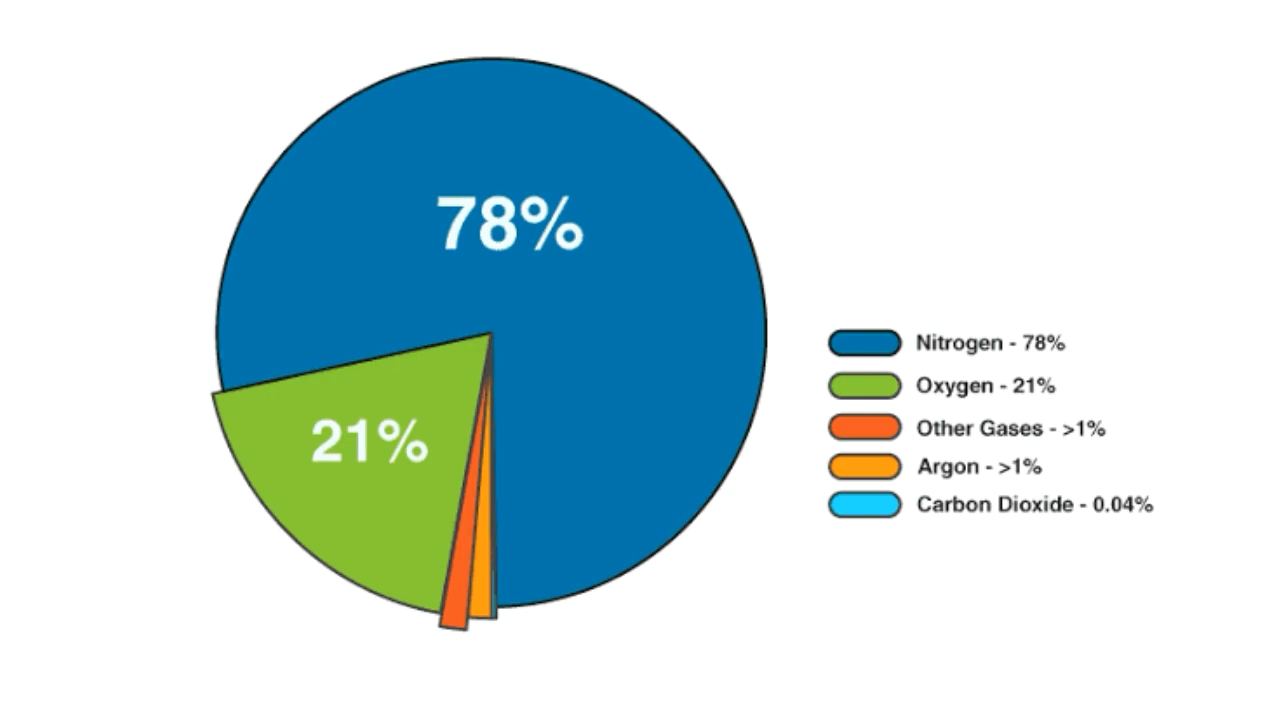 78%
21%
Nitrogen - 78%
Oxygen - 21%
Other Gases - >1%
Argon - >1%
Carbon Dioxide - 0.04%